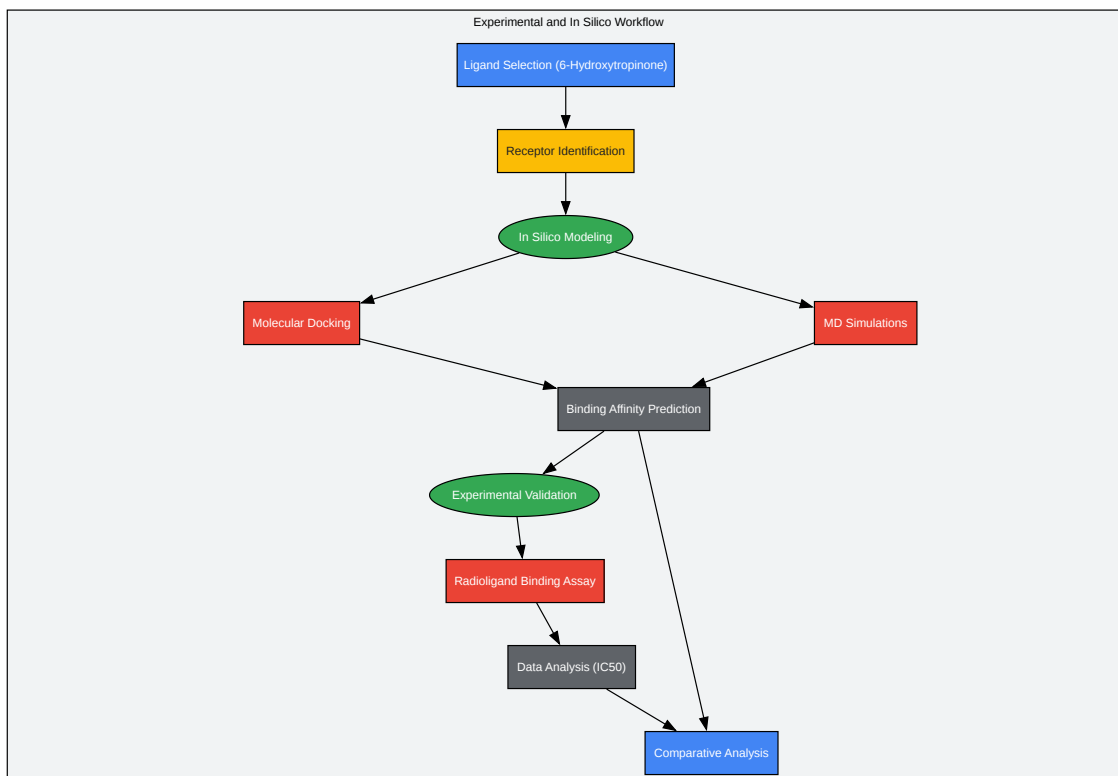 Experimental and In Silico Workflow
Ligand Selection (6-Hydroxytropinone)
Receptor Identification
In Silico Modeling
Molecular Docking
MD Simulations
Binding Affinity Prediction
Experimental Validation
Radioligand Binding Assay
Data Analysis (IC50)
Comparative Analysis